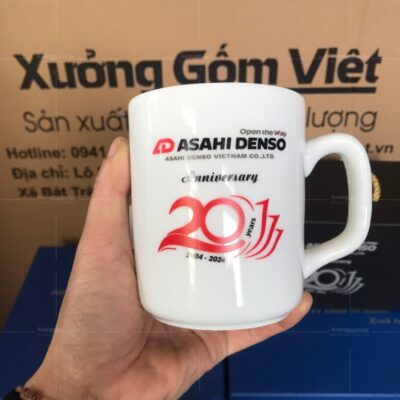 Xưởng Gốm Việt
Sản xuất
lượng
Hotline: 0941
Địa chỉ: Lô
Xã Bát Trà
Open the Way
ASAHI DENSO
ASAHI DENSO VIETNAM CO.,LTD.
Anniversary
20
years
2004 - 2024